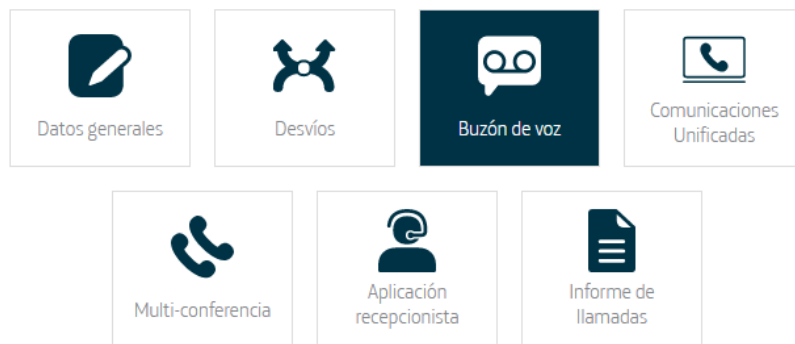 Datos generales
Desvíos
Buzón de voz
Comunicaciones
Unificadas
Multi-conferencia
Aplicación
recepcionista
Informe de
llamadas